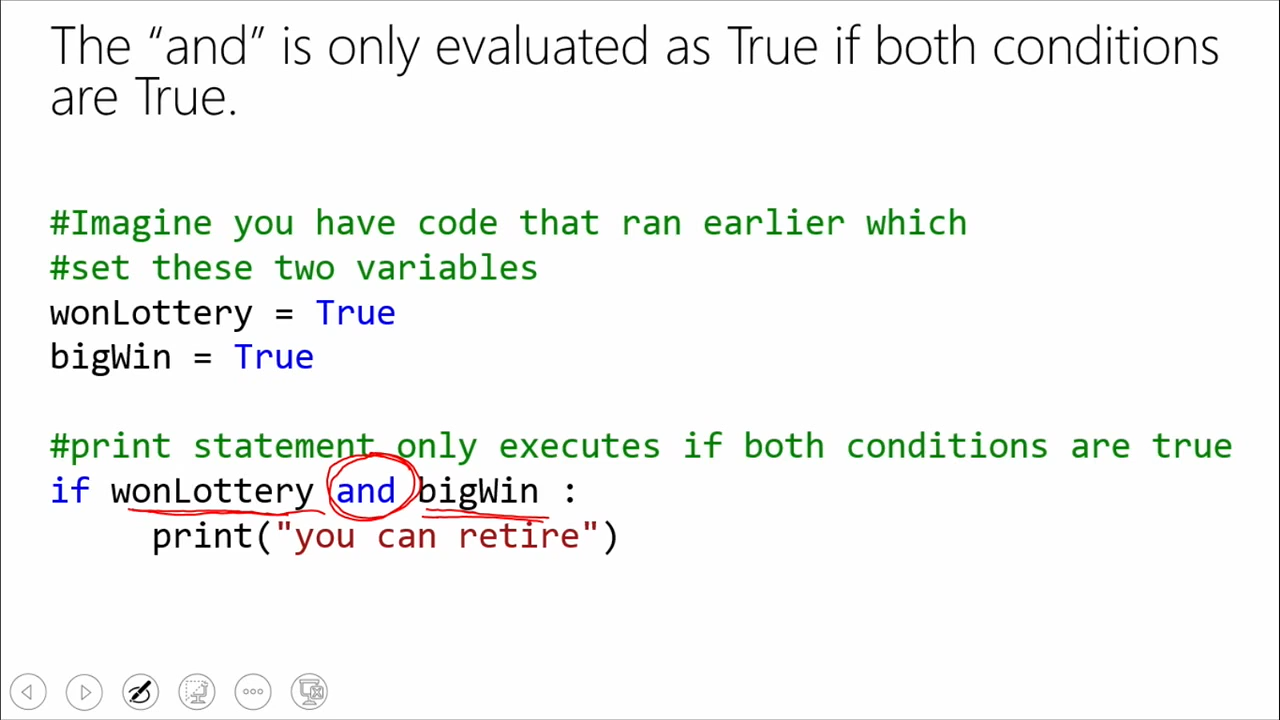 The “and” is only evaluated as True if both conditions
are True.
#Imagine you have code that ran earlier which
#set these two variables
wonLottery = True
bigWin = True
#print statement only executes if both conditions are true
if wonLottery and bigWin :
print("you can retire")